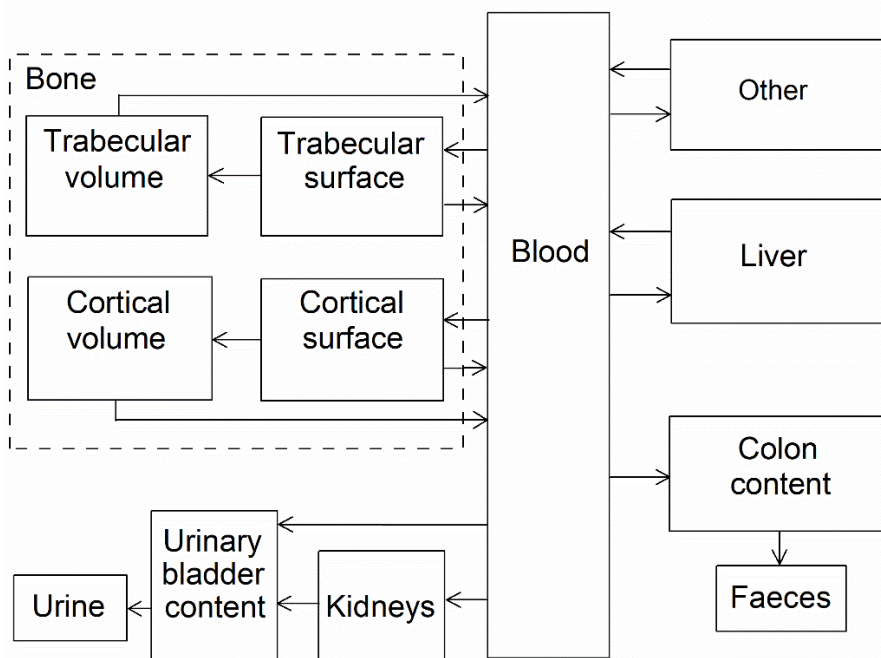 Bone
Trabecular
volume
Trabecular
surface
Cortical
volume
Cortical
surface
Blood
Other
Liver
Colon
content
Faeces
Urinary
bladder
content
Kidneys
Urine